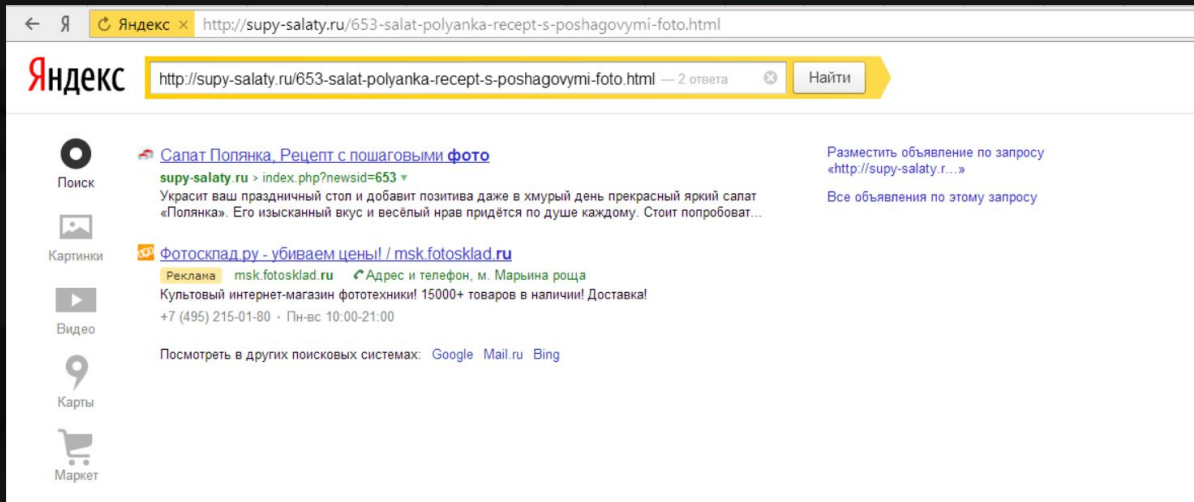 Я Яндекс × http://supy-salaty.ru/653-salat-polyanka-recept-s-poshagovymi-foto.html
Яндекс http://supy-salaty.ru/653-salat-polyanka-recept-s-poshagovymi-foto.html — 2 ответа Найти
Поиск
Картинки
Видео
Карты
Маркет
Салат Полянка, Рецепт с пошаговыми фото
supy-salaty.ru › index.php?newsid=653
Украсит ваш праздничный стол и добавит позитива даже в хмурый день прекрасный яркий салат
«Полянка». Его изысканный вкус и весёлый нрав придётся по душе каждому. Стоит попробоват...
Фотосклад.ру - убиваем цены! / msk.fotosklad.ru
Реклама msk.fotosklad.ru Адрес и телефон, м. Марьина роща
Культовый интернет-магазин фототехники! 15000+ товаров в наличии! Доставка!
+7 (495) 215-01-80 · Пн-вс 10:00-21:00
Посмотреть в других поисковых системах: Google Mail.ru Bing
Разместить объявление по запросу
«http://supy-salaty.r...»
Все объявления по этому запросу